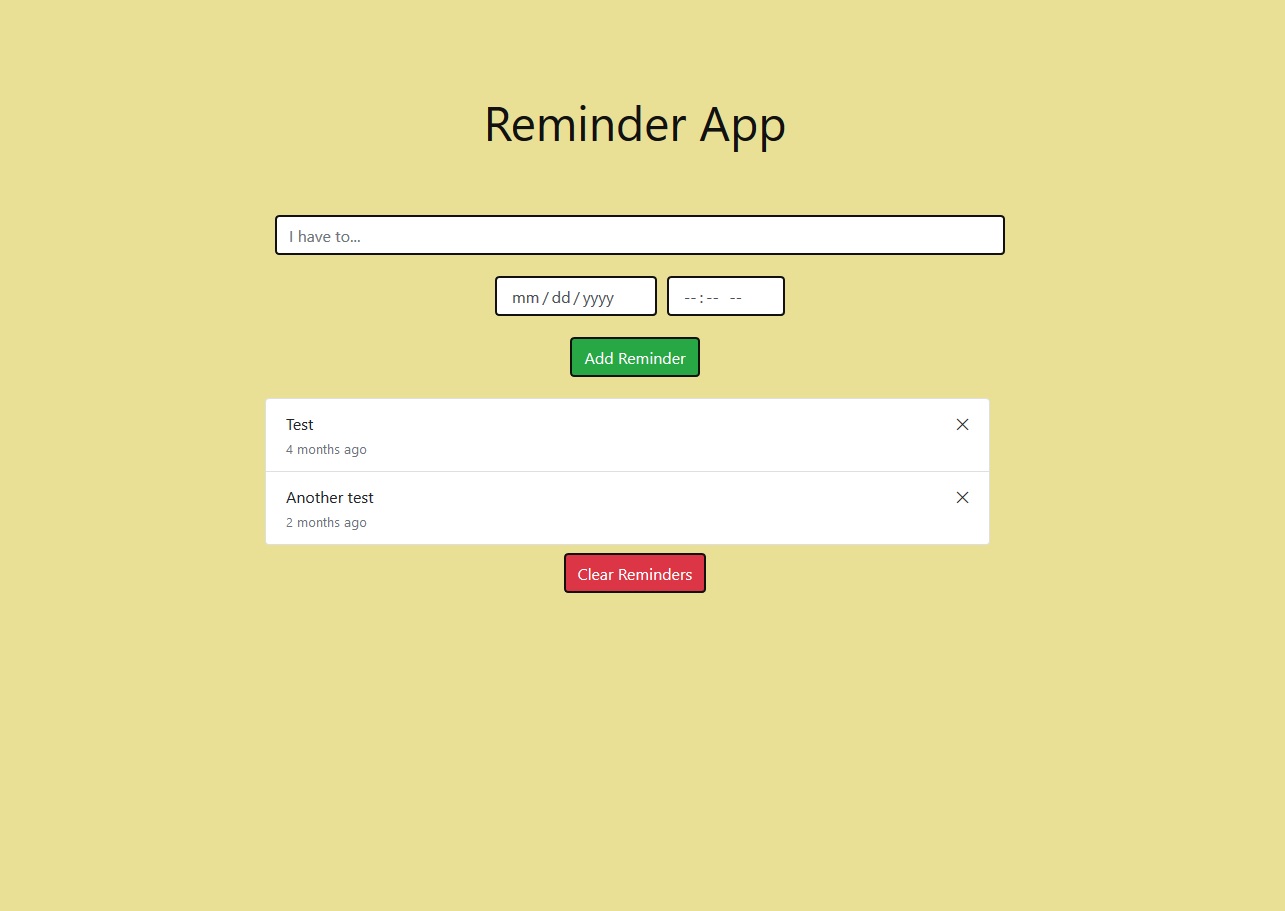 Reminder App
I have to...
mm/dd/yyyy --:-- --
Add Reminder
Test
4 months ago
Another test
2 months ago
Clear Reminders